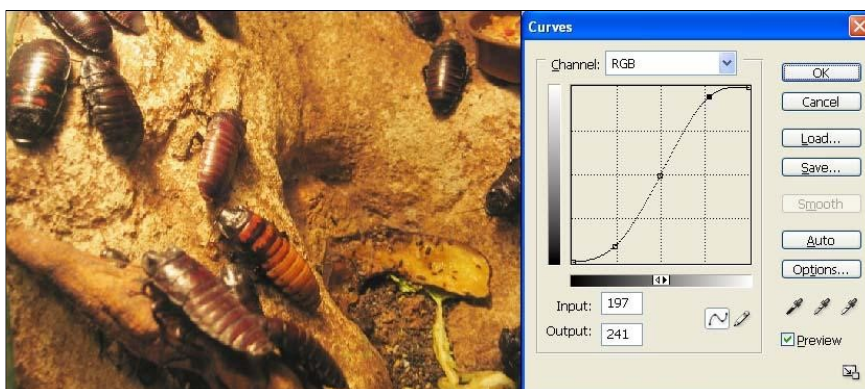 Curves
Channel: RGB
OK
Cancel
Load...
Save...
Smooth
Auto
Options...
Input: 197
Output: 241
Preview